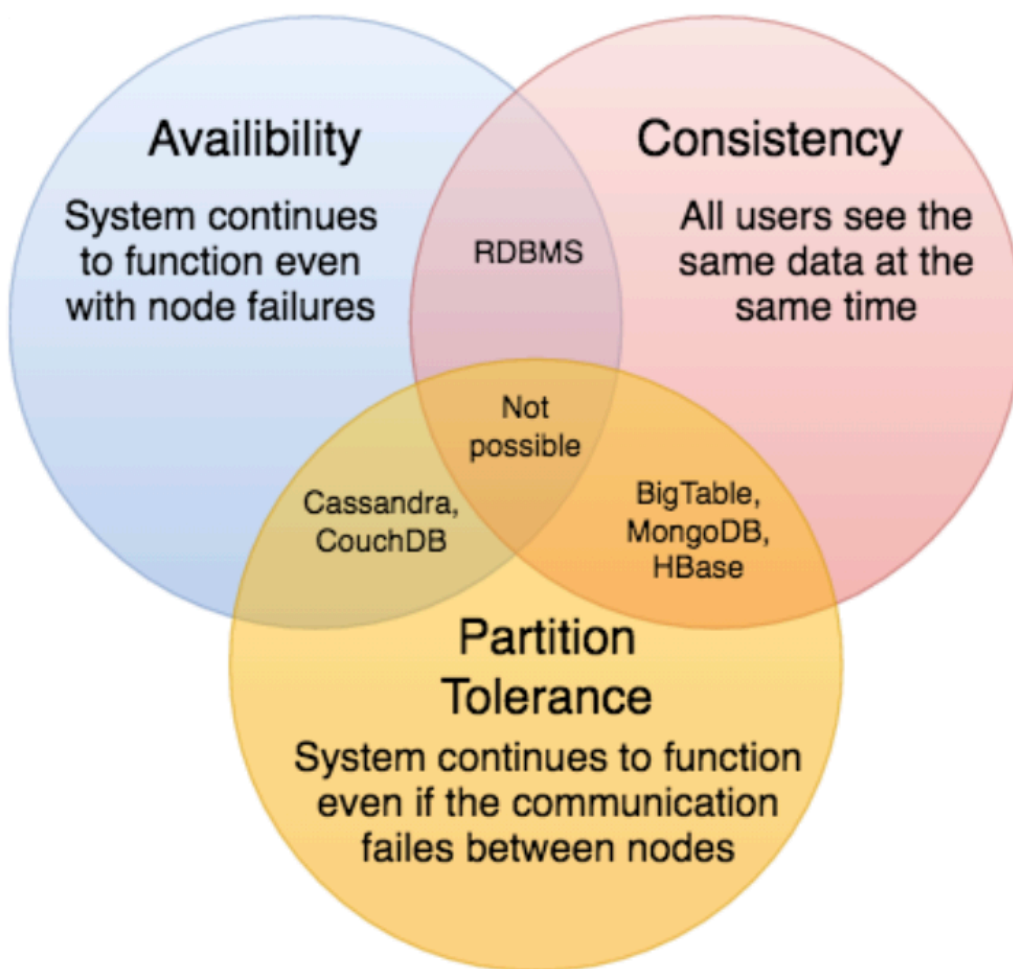 Availibility
System continues
to function even
with node failures
Consistency
All users see the
same data at the
same time
RDBMS
Not
possible
Cassandra,
CouchDB
BigTable,
MongoDB,
HBase
Partition
Tolerance
System continues to function
even if the communication
failes between nodes